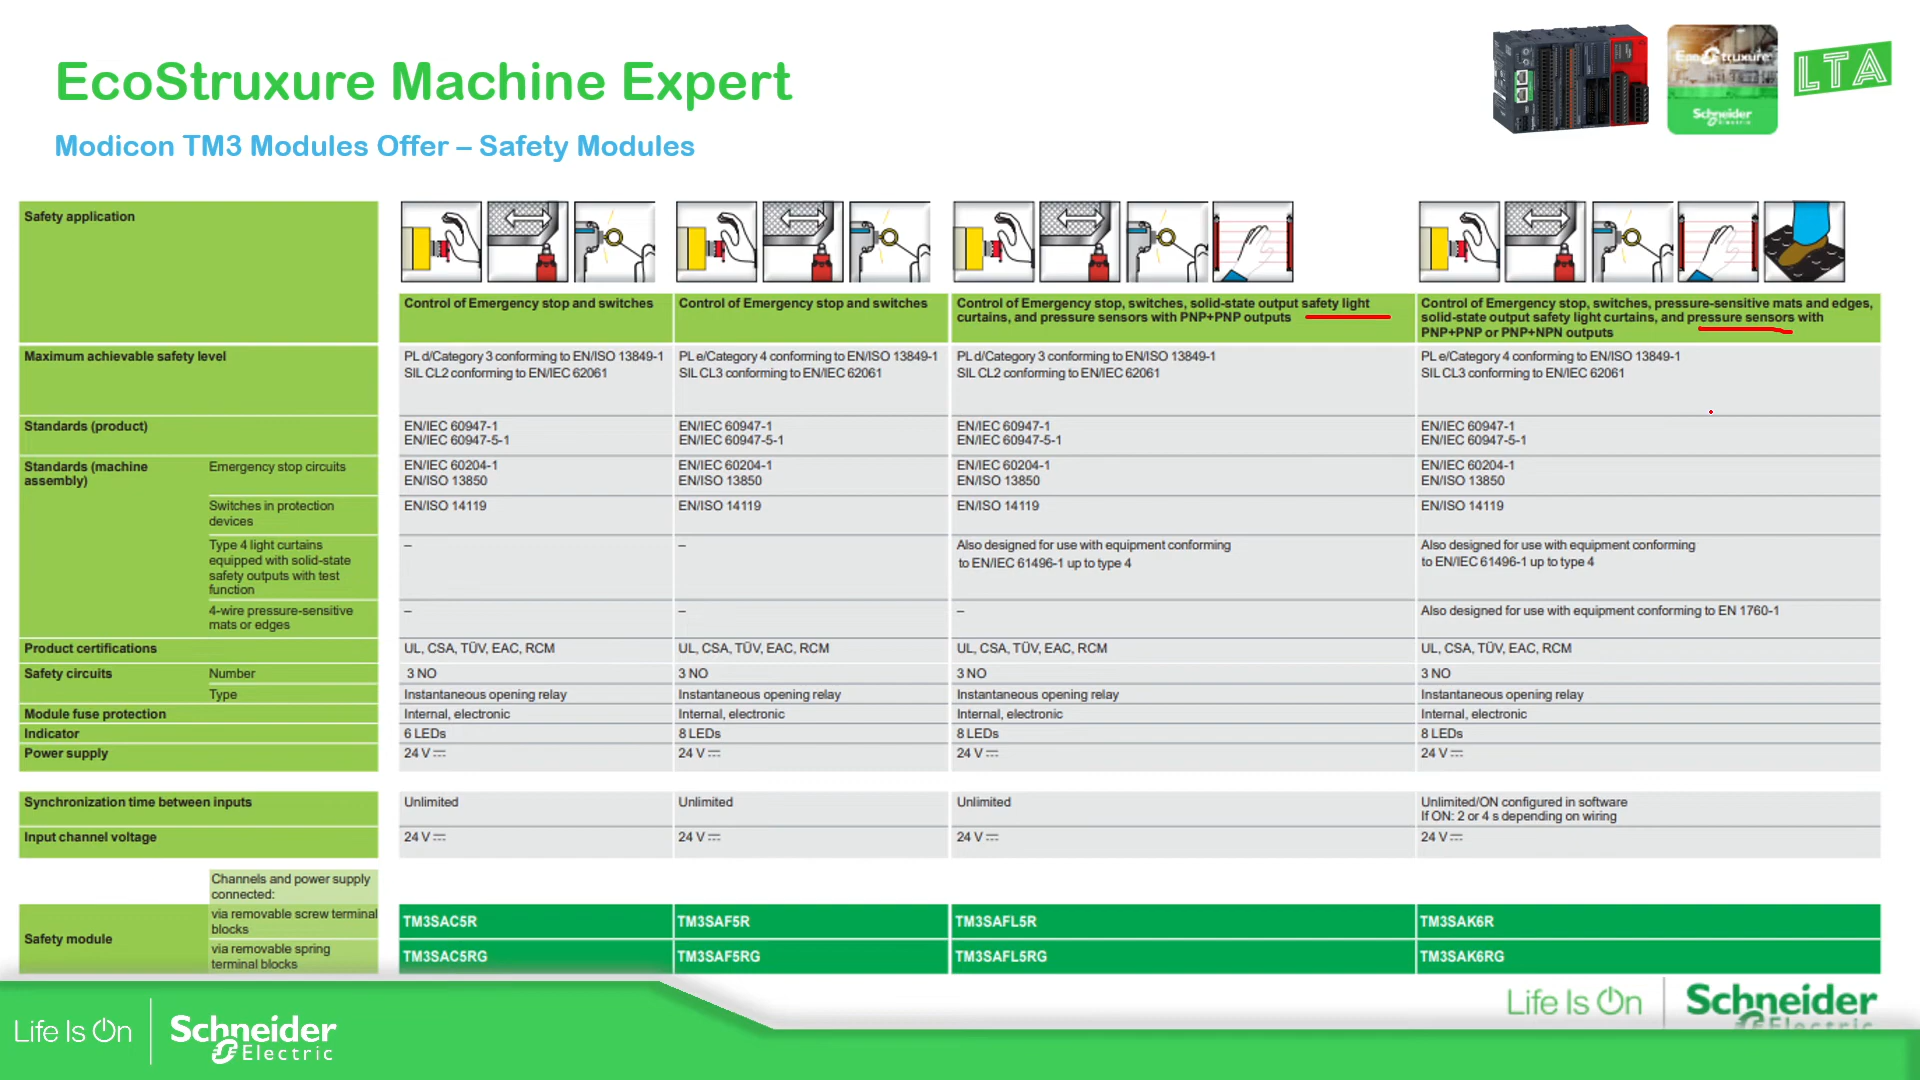 EcoStruxure Machine Expert
Modicon TM3 Modules Offer – Safety Modules
EcoStruxure
Schneider
Electric
LTA
Safety application
Control of Emergency stop and switches
Control of Emergency stop and switches
Control of Emergency stop, switches, solid-state output safety light
curtains, and pressure sensors with PNP+PNP outputs
Control of Emergency stop, switches, pressure-sensitive mats and edges,
solid-state output safety light curtains, and pressure sensors with
PNP+PNP or PNP+NPN outputs
Maximum achievable safety level
PL d/Category 3 conforming to EN/ISO 13849-1
SIL CL2 conforming to EN/IEC 62061
PL e/Category 4 conforming to EN/ISO 13849-1
SIL CL3 conforming to EN/IEC 62061
PL d/Category 3 conforming to EN/ISO 13849-1
SIL CL2 conforming to EN/IEC 62061
PL e/Category 4 conforming to EN/ISO 13849-1
SIL CL3 conforming to EN/IEC 62061
Standards (product)
EN/IEC 60947-1
EN/IEC 60947-5-1
EN/IEC 60947-1
EN/IEC 60947-5-1
EN/IEC 60947-1
EN/IEC 60947-5-1
EN/IEC 60947-1
EN/IEC 60947-5-1
Standards (machine
assembly)
Emergency stop circuits
EN/IEC 60204-1
EN/ISO 13850
EN/IEC 60204-1
EN/ISO 13850
EN/IEC 60204-1
EN/ISO 13850
EN/IEC 60204-1
EN/ISO 13850
Switches in protection
devices
EN/ISO 14119
EN/ISO 14119
EN/ISO 14119
EN/ISO 14119
Type 4 light curtains
equipped with solid-state
safety outputs with test
function
–
–
Also designed for use with equipment conforming
to EN/IEC 61496-1 up to type 4
Also designed for use with equipment conforming
to EN/IEC 61496-1 up to type 4
4-wire pressure-sensitive
mats or edges
–
–
–
Also designed for use with equipment conforming to EN 1760-1
Product certifications
UL, CSA, TÜV, EAC, RCM
UL, CSA, TÜV, EAC, RCM
UL, CSA, TÜV, EAC, RCM
UL, CSA, TÜV, EAC, RCM
Safety circuits
Number
3 NO
3 NO
3 NO
3 NO
Type
Instantaneous opening relay
Instantaneous opening relay
Instantaneous opening relay
Instantaneous opening relay
Module fuse protection
Internal, electronic
Internal, electronic
Internal, electronic
Internal, electronic
Indicator
6 LEDs
8 LEDs
8 LEDs
8 LEDs
Power supply
24 V ⎓
24 V ⎓
24 V ⎓
24 V ⎓
Synchronization time between inputs
Unlimited
Unlimited
Unlimited
Unlimited/ON configured in software
If ON: 2 or 4 s depending on wiring
Input channel voltage
24 V ⎓
24 V ⎓
24 V ⎓
24 V ⎓
Channels and power supply
connected:
Safety module
via removable screw terminal
blocks
TM3SAC5R
TM3SAF5R
TM3SAFL5R
TM3SAK6R
via removable spring
terminal blocks
TM3SAC5RG
TM3SAF5RG
TM3SAFL5RG
TM3SAK6RG
Life Is On
Schneider
Electric
Life Is On
Schneider
Electric